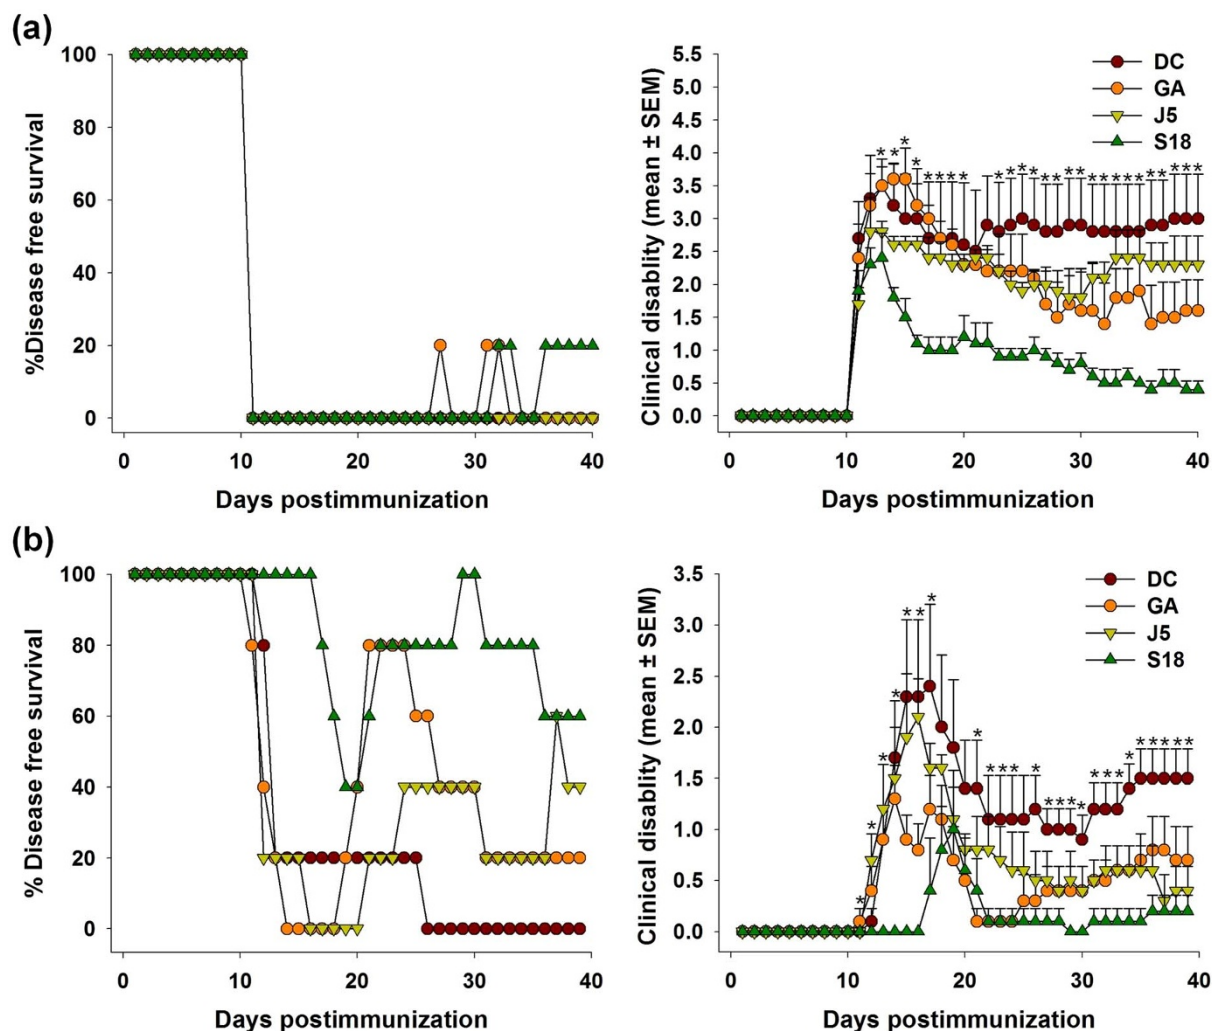 (a)
%Disease free survival
100
80
60
40
20
0
0 10 20 30 40
Days postimmunization
Clinical disablity (mean ± SEM)
5.5
5.0
4.5
4.0
3.5
3.0
2.5
2.0
1.5
1.0
0.5
0.0
0 10 20 30 40
Days postimmunization
DC
GA
J5
S18
* * * * **** * * * * ** ** ***** ** ***
(b)
% Disease free survival
100
80
60
40
20
0
0 10 20 30 40
Days postimmunization
Clinical disablity (mean ± SEM)
3.5
3.0
2.5
2.0
1.5
1.0
0.5
0.0
0 10 20 30 40
Days postimmunization
DC
GA
J5
S18
* * * * * * * * *** * *** * *** * *****